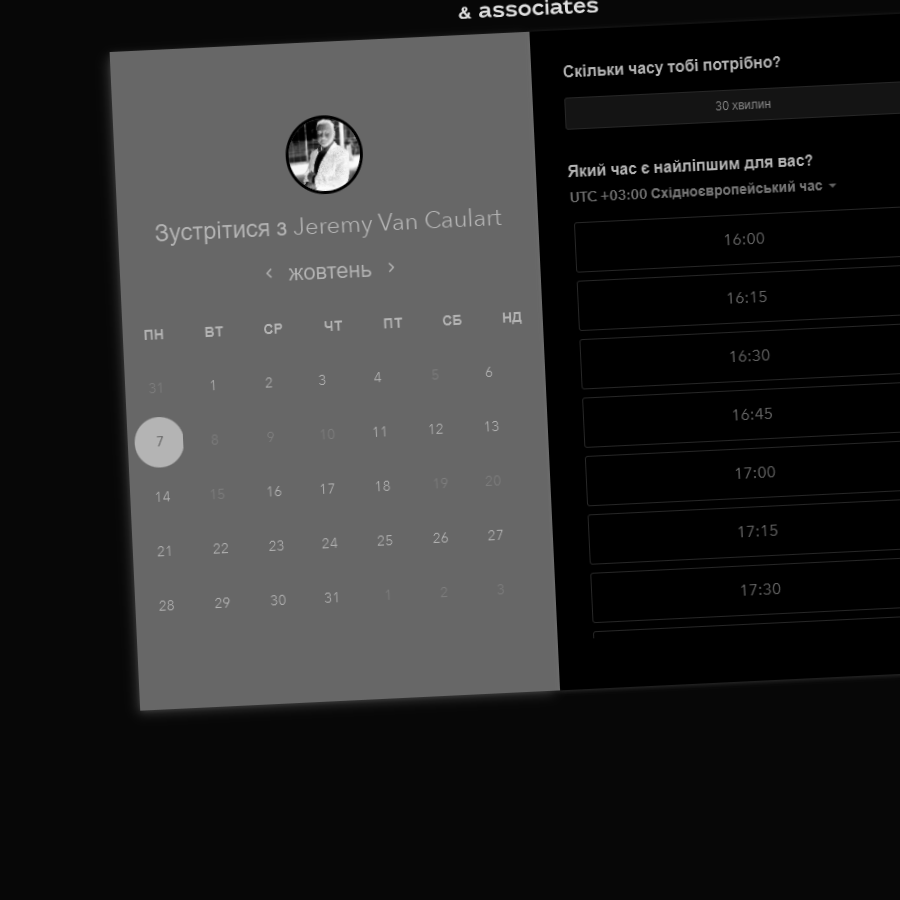 & associates
Зустрітися з Jeremy Van Caulart
жовтень
ПН ВТ СР ЧТ ПТ СБ НД
31 1 2 3 4 5 6
7 8 9 10 11 12 13
14 15 16 17 18 19 20
21 22 23 24 25 26 27
28 29 30 31 1 2 3
Скільки часу тобі потрібно?
30 хвилин
Який час є найліпшим для вас?
UTC +03:00 Східноєвропейський час
16:00
16:15
16:30
16:45
17:00
17:15
17:30